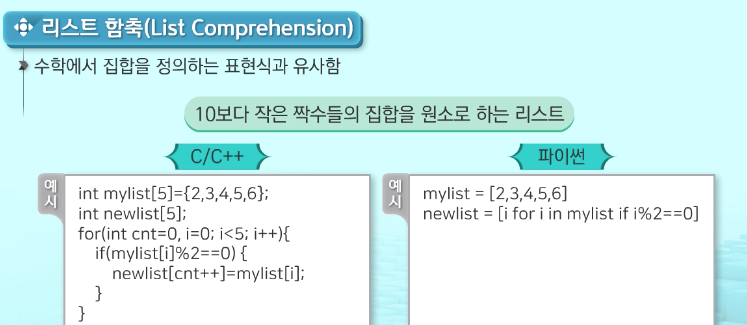 리스트 함축(List Comprehension)
수학에서 집합을 정의하는 표현식과 유사함
10보다 작은 짝수들의 집합을 원소로 하는 리스트
C/C++
예시
int mylist[5]={2,3,4,5,6};
int newlist[5];
for(int cnt=0, i=0; i<5; i++){
if(mylist[i]%2==0) {
newlist[cnt++]=mylist[i];
}
}
파이썬
예시
mylist = [2,3,4,5,6]
newlist = [i for i in mylist if i%2==0]